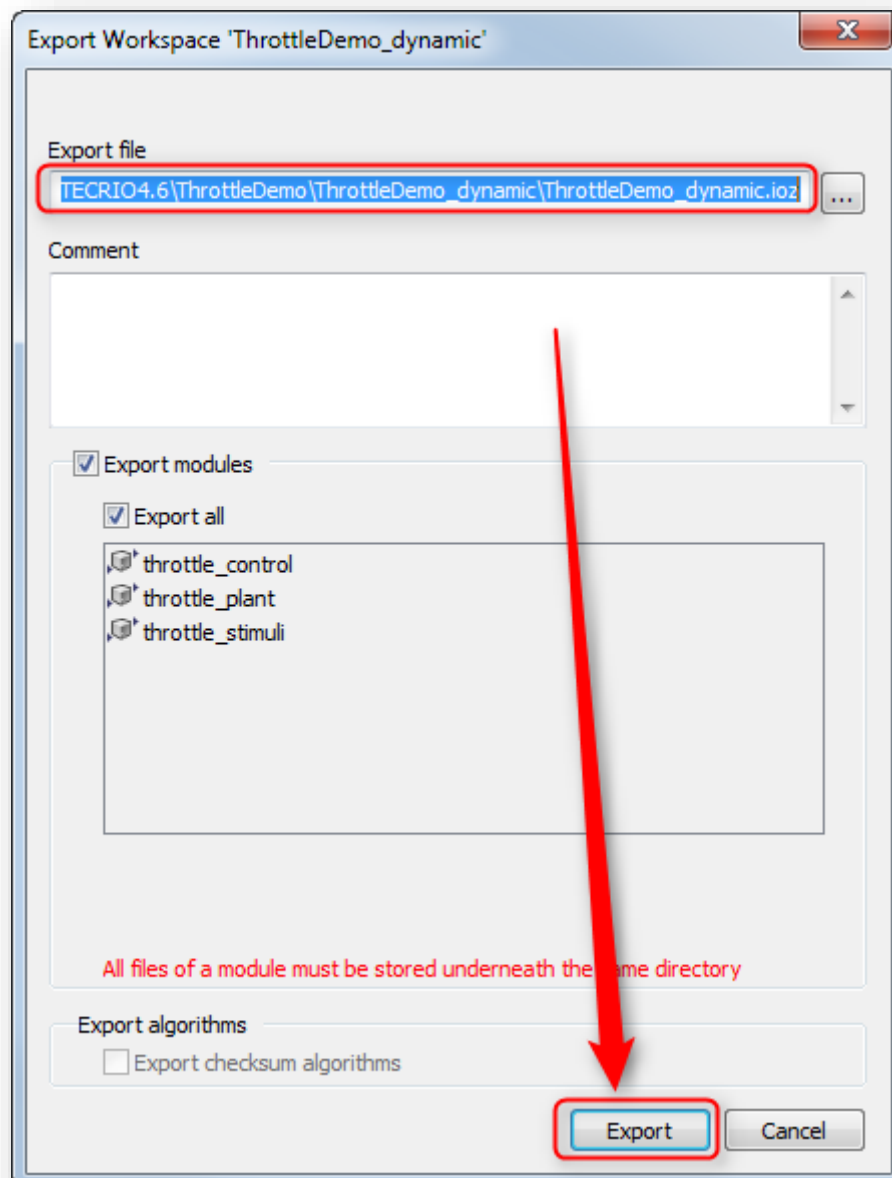 Export Workspace 'ThrottleDemo_dynamic'
Export file
TECRIO4.6\ThrottleDemo\ThrottleDemo_dynamic\ThrottleDemo_dynamic.ioz
...
Comment
Export modules
Export all
throttle_control
throttle_plant
throttle_stimuli
All files of a module must be stored underneath the same directory
Export algorithms
Export checksum algorithms
Export Cancel